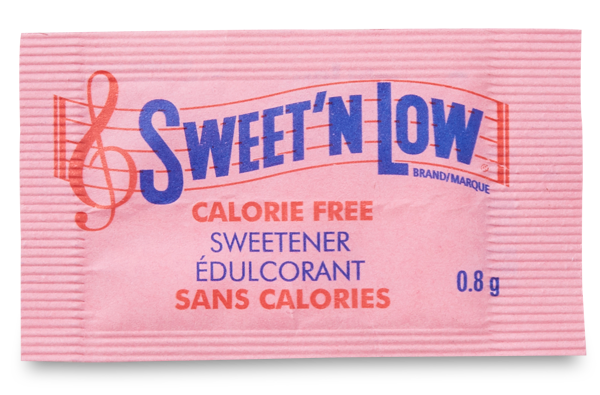 SWEET'N LOW
BRAND/MARQUE
CALORIE FREE
SWEETENER
ÉDULCORANT
SANS CALORIES
0.8 g